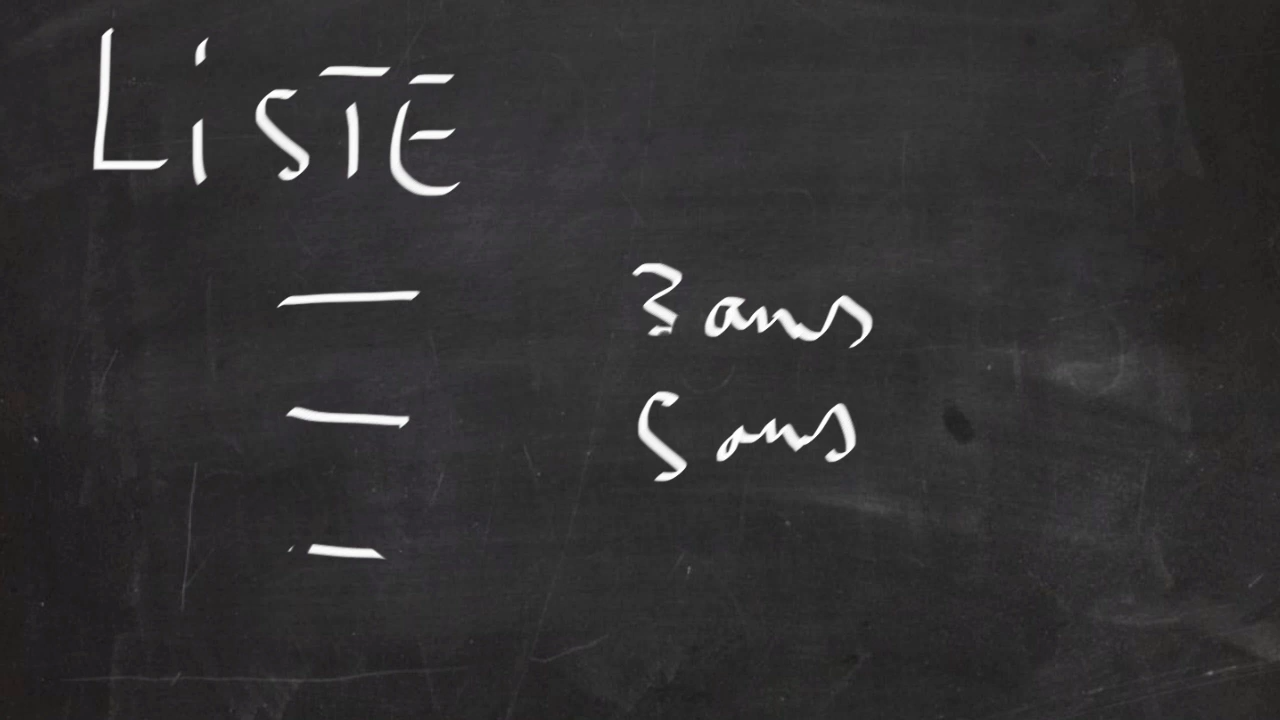 LiSTE
— 3 ans
— 5 ans
—